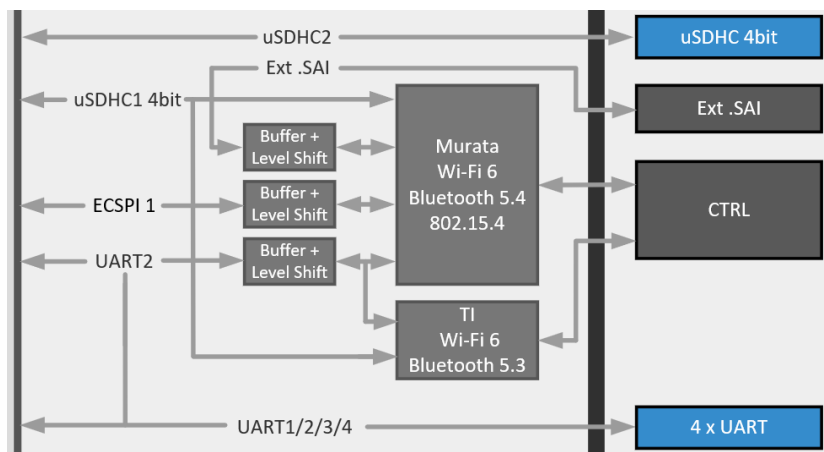 uSDHC2
uSDHC 4bit
Ext .SAI
uSDHC1 4bit
Ext .SAI
Buffer +
Level Shift
Murata
Wi-Fi 6
Bluetooth 5.4
802.15.4
ECSPI 1
Buffer +
Level Shift
CTRL
UART2
Buffer +
Level Shift
TI
Wi-Fi 6
Bluetooth 5.3
UART1/2/3/4
4 x UART